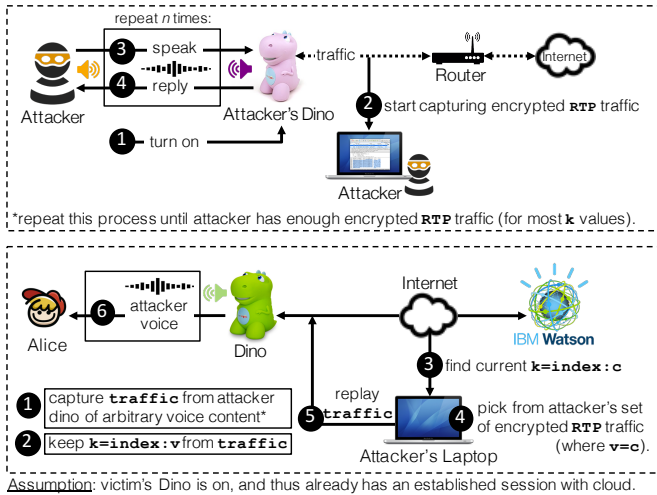 repeat n times:
3 speak
4 reply
traffic
Router
Internet
Attacker
Attacker's Dino
2 start capturing encrypted RTP traffic
1 turn on
Attacker
*repeat this process until attacker has enough encrypted RTP traffic (for most k values).
Internet
6 attacker
voice
Alice
Dino
IBM Watson
3 find current k=index:c
1 capture traffic from attacker
dino of arbitrary voice content*
2 keep k=index:v from traffic
replay
5 traffic
4 pick from attacker's set
of encrypted RTP traffic
(where v=c)
Attacker's Laptop
Assumption: victim's Dino is on, and thus already has an established session with cloud.